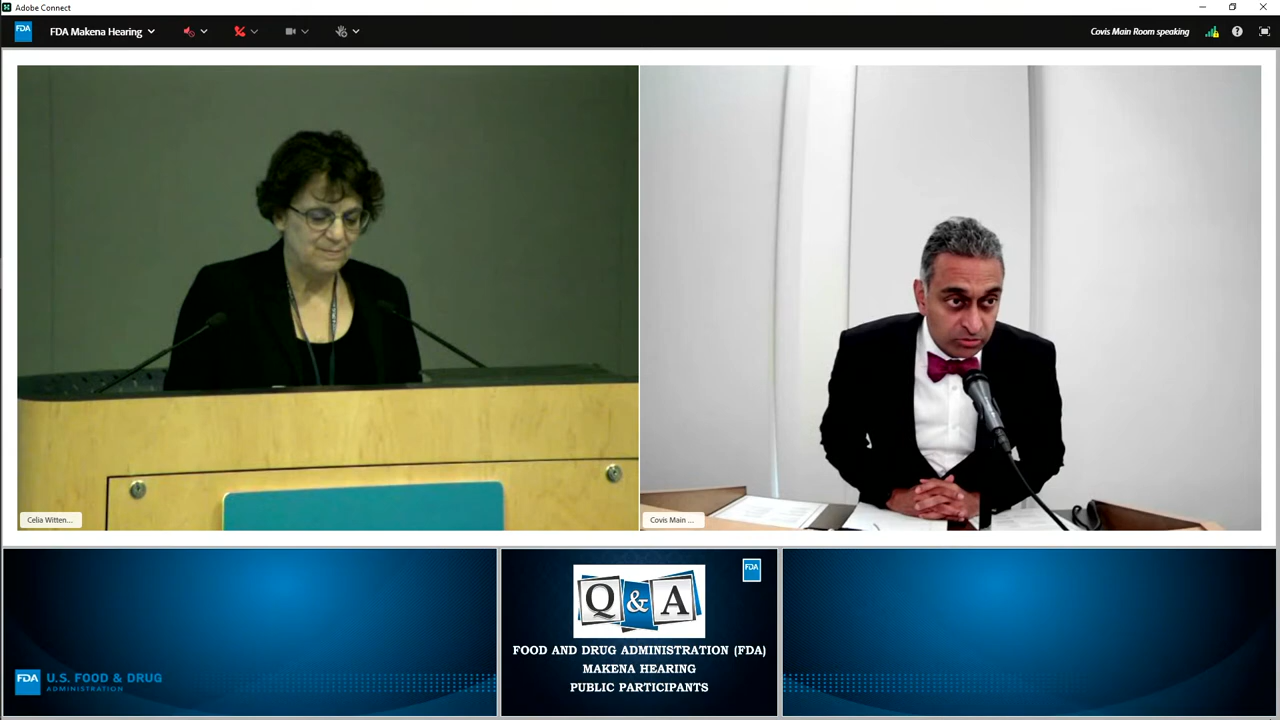 Adobe Connect
FDA
FDA Makena Hearing
Covis Main Room speaking
Celia Witten...
Covis Main ...
FDA
Q & A
FOOD AND DRUG ADMINISTRATION (FDA)
MAKENA HEARING
PUBLIC PARTICIPANTS
FDA U.S. FOOD & DRUG
ADMINISTRATION